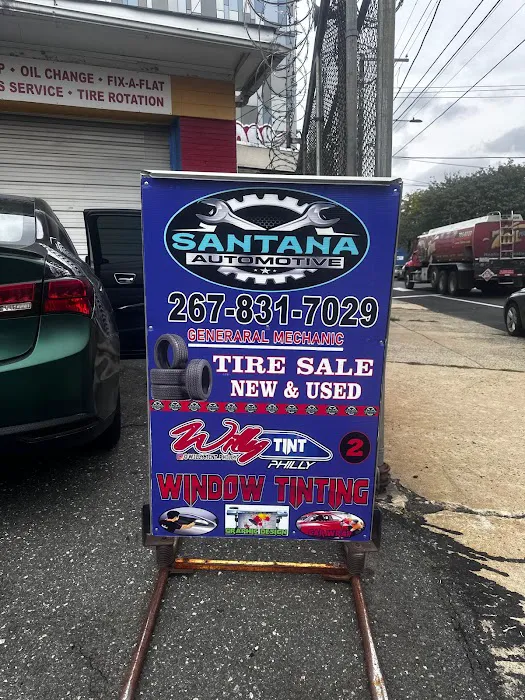 • OIL CHANGE • FIX-A-FLAT
SERVICE • TIRE ROTATION
SANTANA
AUTOMOTIVE
267-831-7029
GENERARAL MECHANIC
TIRE SALE
NEW & USED
Willy TINT
PHILLY
2
WINDOW TINTING
GRAPHIC DESIGN